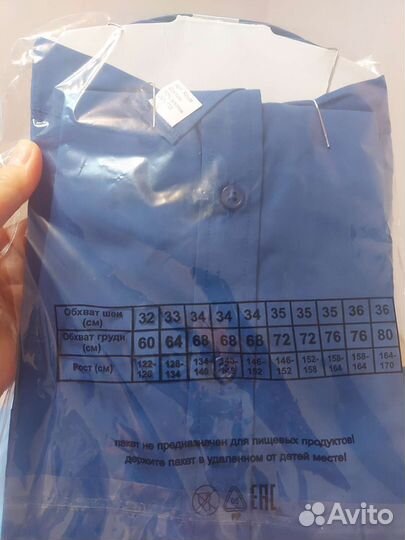 Обхват шеи (см) 32 33 34 34 34 35 35 35 36 36
Обхват груди (см) 60 64 68 68 68 72 72 76 76 80
Рост (см) 122-128 128-134 134-140 146-152 146-152 152-158 158-164 158-164 164-170
пакет не предназначен для пищевых продуктов!
держите пакет в удаленном от детей месте!
PP
EAC
Avito